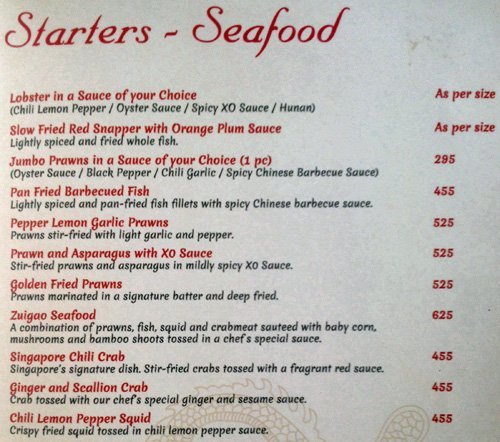 Starters ~ Seafood
Lobster in a Sauce of your Choice As per size
(Chili Lemon Pepper / Oyster Sauce / Spicy XO Sauce / Hunan)
Slow Fried Red Snapper with Orange Plum Sauce As per size
Lightly spiced and fried whole fish.
Jumbo Prawns in a Sauce of your Choice (1 pc) 295
(Oyster Sauce / Black Pepper / Chili Garlic / Spicy Chinese Barbecue Sauce)
Pan Fried Barbecued Fish 455
Lightly spiced and pan-fried fish fillets with spicy Chinese barbecue sauce.
Pepper Lemon Garlic Prawns 525
Prawns stir-fried with light garlic and pepper.
Prawn and Asparagus with XO Sauce 525
Stir-fried prawns and asparagus in mildly spicy XO Sauce.
Golden Fried Prawns 525
Prawns marinated in a signature batter and deep fried.
Zuigao Seafood 625
A combination of prawns, fish, squid and crabmeat sauteed with baby corn,
mushrooms and bamboo shoots tossed in a chef's special sauce.
Singapore Chili Crab 455
Singapore's signature dish. Stir-fried crabs tossed with a fragrant red sauce.
Ginger and Scallion Crab 455
Crab tossed with our chef's special ginger and sesame sauce.
Chili Lemon Pepper Squid 455
Crispy fried squid tossed in chili lemon pepper sauce.